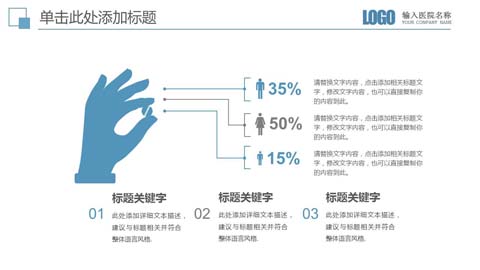 单击此处添加标题
LOGO
输入医院名称
YOUR COMPANY NAME
35%
请替换文字内容，点击添加相关标题文
字，修改文字内容，也可以直接复制你
的内容到此。
50%
请替换文字内容，点击添加相关标题文
字，修改文字内容，也可以直接复制你
的内容到此。
15%
请替换文字内容，点击添加相关标题文
字，修改文字内容，也可以直接复制你
的内容到此。
01
标题关键字
此处添加详细文本描述，
建议与标题相关并符合
整体语言风格.
02
标题关键字
此处添加详细文本描述，
建议与标题相关并符合
整体语言风格.
03
标题关键字
此处添加详细文本描述，
建议与标题相关并符合
整体语言风格.